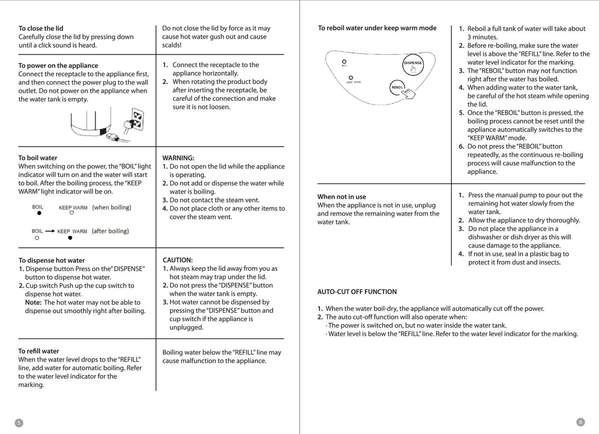 To close the lid
Carefully close the lid by pressing down
until a click sound is heard.
Do not close the lid by force as it may
cause hot water gush out and cause
scalds!
To power on the appliance
Connect the receptacle to the appliance first,
and then connect the power plug to the wall
outlet. Do not power on the appliance when
the water tank is empty.
1. Connect the receptacle to the
appliance horizontally.
2. When rotating the product body
after inserting the receptacle, be
careful of the connection and make
sure it is not loosen.
To boil water
When switching on the power, the "BOIL" light
indicator will turn on and the water will start
to boil. After the boiling process, the "KEEP
WARM" light indicator will be on.
BOIL KEEP WARM (when boiling)
BOIL KEEP WARM (after boiling)
WARNING:
1. Do not open the lid while the appliance
is operating.
2. Do not add or dispense the water while
water is boiling.
3. Do not contact the steam vent.
4. Do not place cloth or any other items to
cover the steam vent.
To dispense hot water
1. Dispense button Press on the" DISPENSE"
button to dispense hot water.
2. Cup switch Push up the cup switch to
dispense hot water.
Note: The hot water may not be able to
dispense out smoothly right after boiling.
CAUTION:
1. Always keep the lid away from you as
hot steam may trap under the lid.
2. Do not press the "DISPENSE" button
when the water tank is empty.
3. Hot water cannot be dispensed by
pressing the "DISPENSE" button and
cup switch if the appliance is
unplugged.
To refill water
When the water level drops to the "REFILL"
line, add water for automatic boiling. Refer
to the water level indicator for the
marking.
Boiling water below the "REFILL" line may
cause malfunction to the appliance.
5
To reboil water under keep warm mode
DISPENSE
REBOIL
1. Reboil a full tank of water will take about
3 minutes.
2. Before re-boiling, make sure the water
level is above the "REFILL" line. Refer to the
water level indicator for the marking.
3. The "REBOIL" button may not function
right after the water has boiled.
4. When adding water to the water tank,
be careful of the hot steam while opening
the lid.
5. Once the "REBOIL" button is pressed, the
boiling process cannot be reset until the
appliance automatically switches to the
"KEEP WARM" mode.
6. Do not press the "REBOIL" button
repeatedly, as the continuous re-boiling
process will cause malfunction to the
appliance.
When not in use
When the appliance is not in use, unplug
and remove the remaining water from the
water tank.
1. Press the manual pump to pour out the
remaining hot water slowly from the
water tank.
2. Allow the appliance to dry thoroughly.
3. Do not place the appliance in a
dishwasher or dish dryer as this will
cause damage to the appliance.
4. If not in use, seal in a plastic bag to
protect it from dust and insects.
AUTO-CUT OFF FUNCTION
1. When the water boil-dry, the appliance will automatically cut off the power.
2. The auto cut-off function will also operate when:
- The power is switched on, but no water inside the water tank.
- Water level is below the "REFILL" line. Refer to the water level indicator for the marking.
6